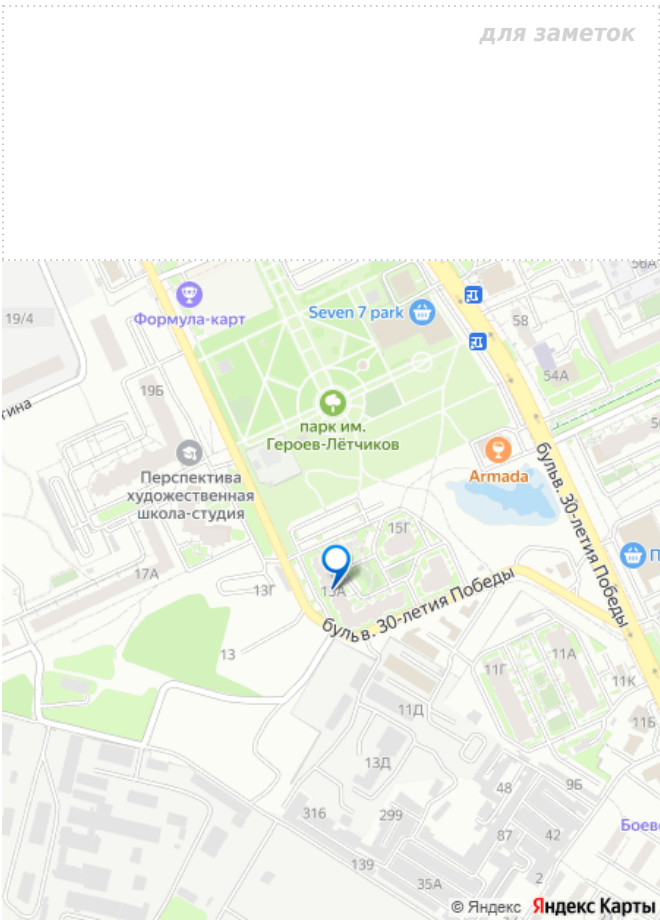 для заметок
56А
Формула-карт
19/4
Seven 7 park
58
54А
19Б
гина
парк им.
Героев-Лётчиков
Перспектива
художественная
школа-студия
Armada
бульв. 30-летия Победы
15Г
17А
13Г
13А
бульв. 30-летия Победы
13
11Г
11А
11К
11Б
11Д
13Д
48
9Б
316
299
87
42
Боев
139
35А
2
© Яндекс Яндекс Карты